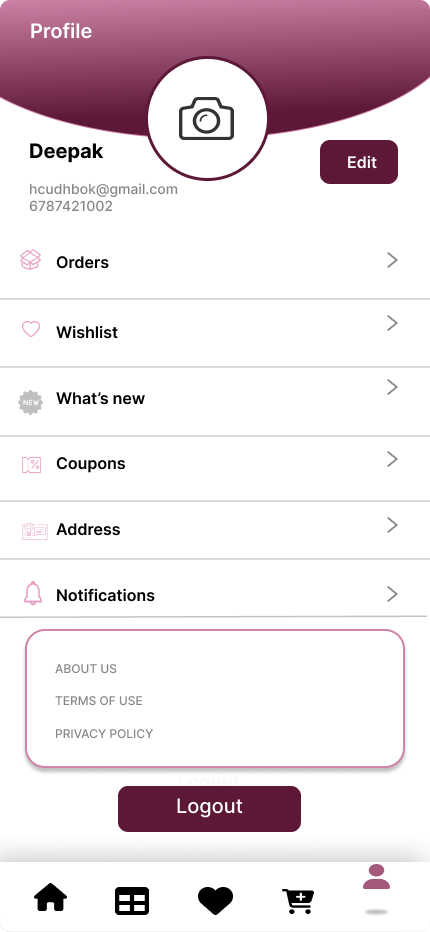 Profile
Deepak
Edit
hcudhbok@gmail.com
6787421002
Orders
Wishlist
NEW
What’s new
Coupons
Address
Notifications
ABOUT US
TERMS OF USE
PRIVACY POLICY
Logout
Logout